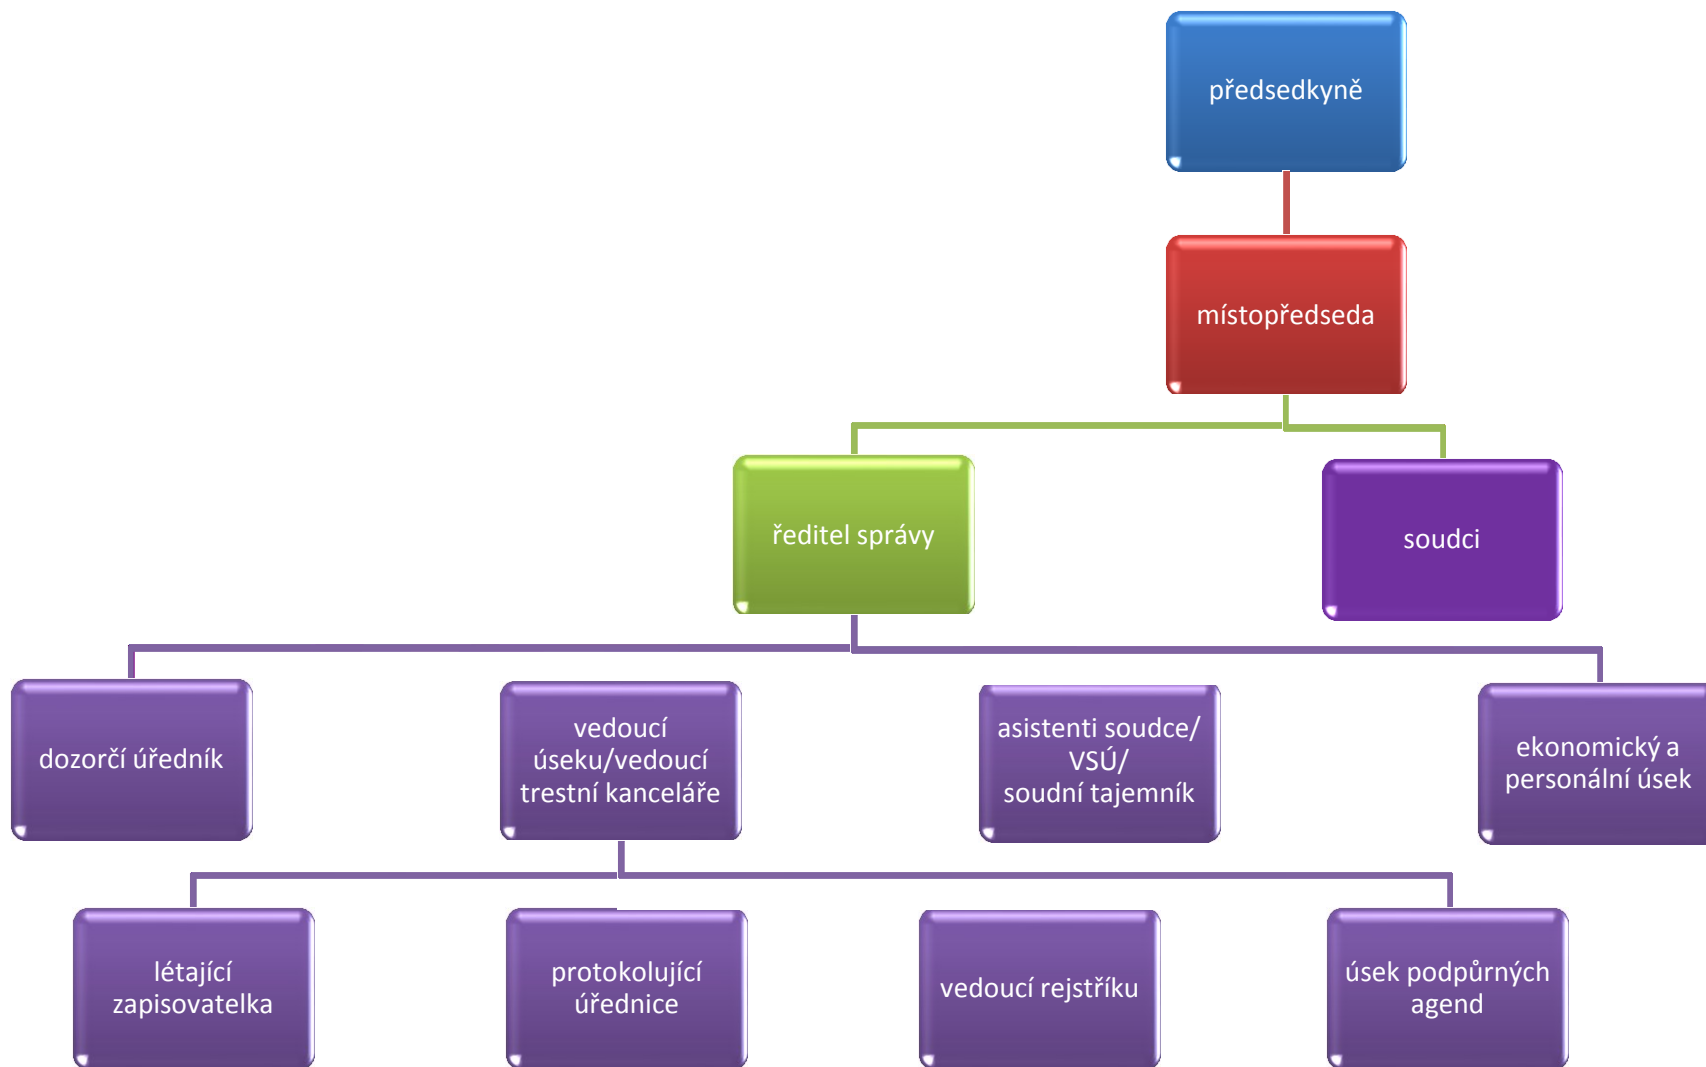 předsedkyně
místopředseda
ředitel správy
soudci
dozorčí úředník
vedoucí
úseku/vedoucí
trestní kanceláře
asistenti soudce/
VSÚ/
soudní tajemník
ekonomický a
personální úsek
létající
zapisovatelka
protokolující
úřednice
vedoucí rejstříku
úsek podpůrných
agend